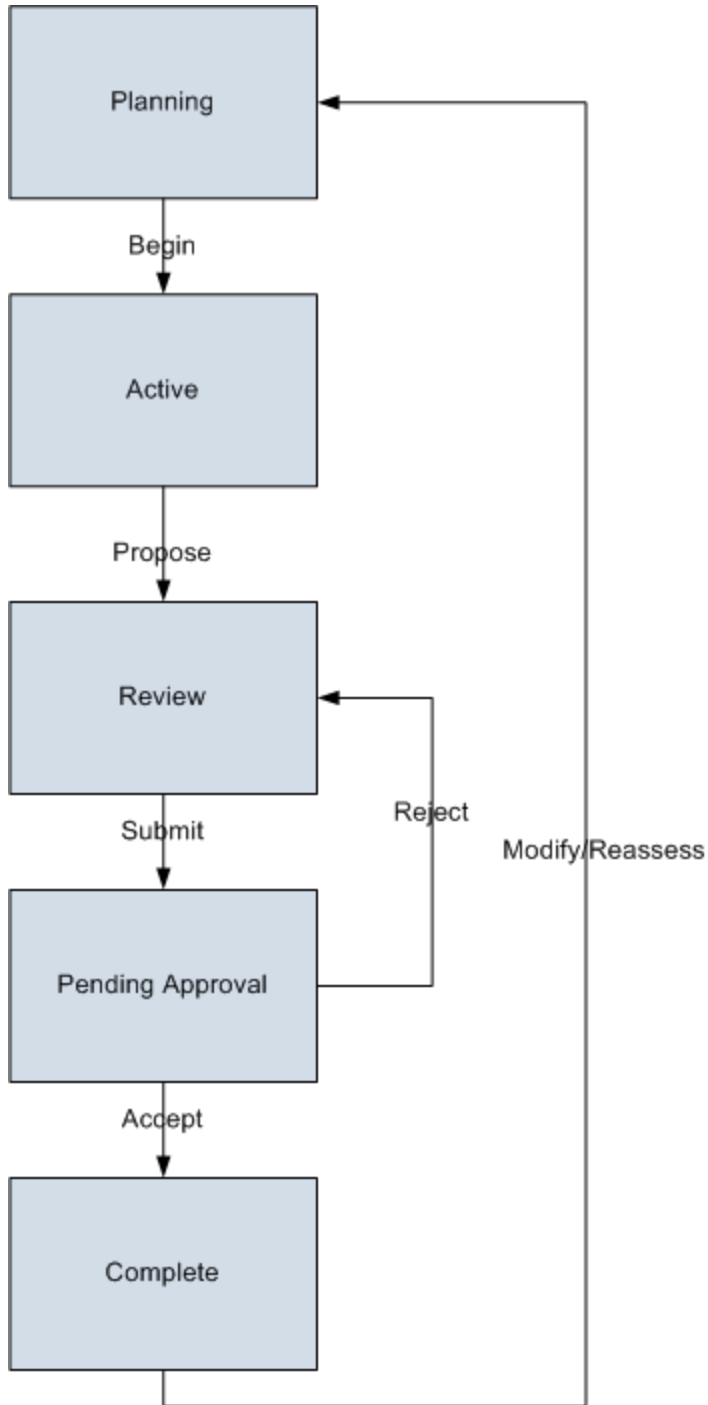 Planning
Begin
Active
Propose
Review
Reject
Submit
Modify/Reassess
Pending Approval
Accept
Complete